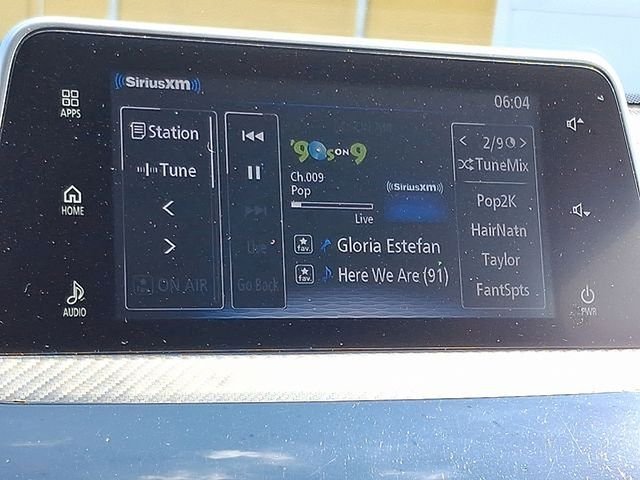 ((SiriusXM))
06:04
APPS
HOME
AUDIO
Station
Tune
ON AIR
Live
Go Back
'90s ON 9
Ch.009
Pop
((SiriusXM))
Live
fav. Gloria Estefan
fav. Here We Are (91)
2/9
TuneMix
Pop2K
HairNatn
Taylor
FantSpts
PWR